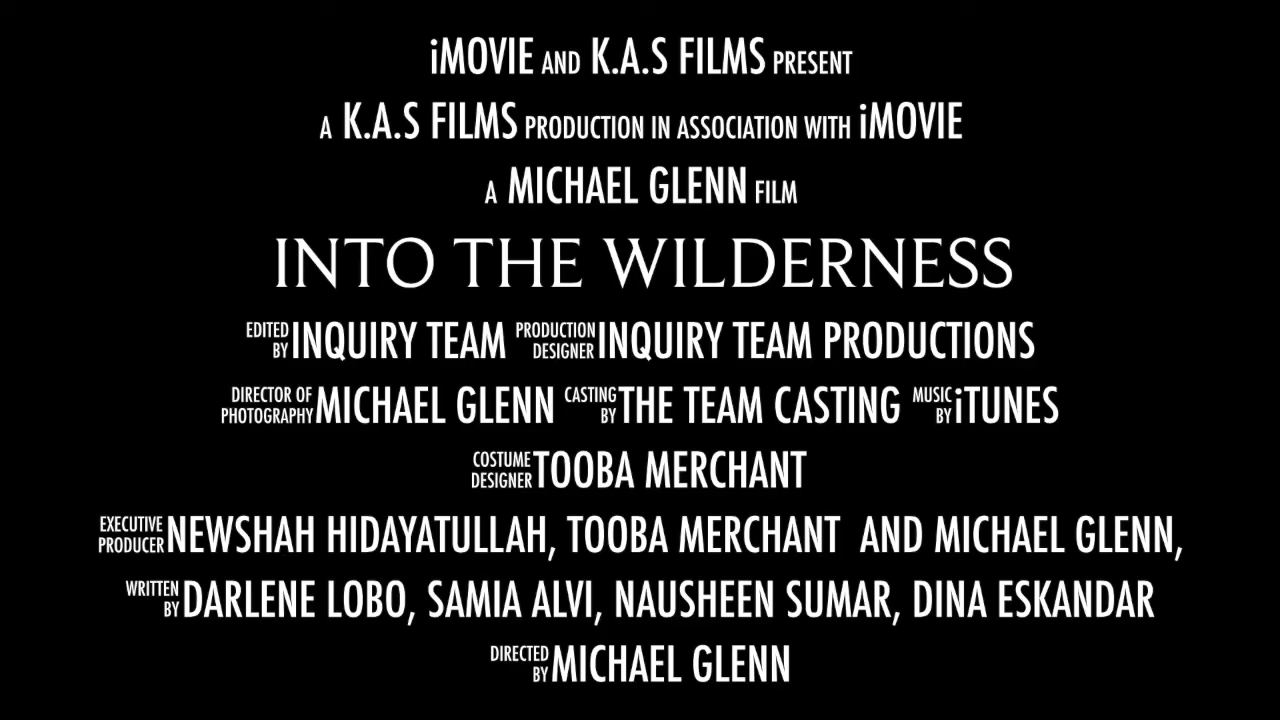 iMOVIE AND K.A.S FILMS PRESENT
A K.A.S FILMS PRODUCTION IN ASSOCIATION WITH iMOVIE
A MICHAEL GLENN FILM
INTO THE WILDERNESS
EDITED BY INQUIRY TEAM PRODUCTION DESIGNER INQUIRY TEAM PRODUCTIONS
DIRECTOR OF PHOTOGRAPHY MICHAEL GLENN CASTING BY THE TEAM CASTING MUSIC BY iTUNES
COSTUME DESIGNER TOOBA MERCHANT
EXECUTIVE PRODUCER NEWSHAH HIDAYATULLAH, TOOBA MERCHANT AND MICHAEL GLENN,
WRITTEN BY DARLENE LOBO, SAMIA ALVI, NAUSHEEN SUMAR, DINA ESKANDAR
DIRECTED BY MICHAEL GLENN